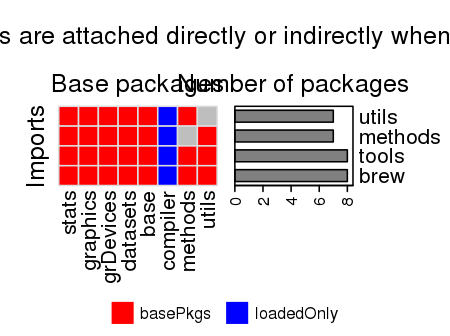 s are attached directly or indirectly when
Base packages
Number of packages
Imports
utils
methods
tools
brew
stats
graphics
grDevices
datasets
base
compiler
methods
utils
0
2
4
6
8
basePkgs
loadedOnly